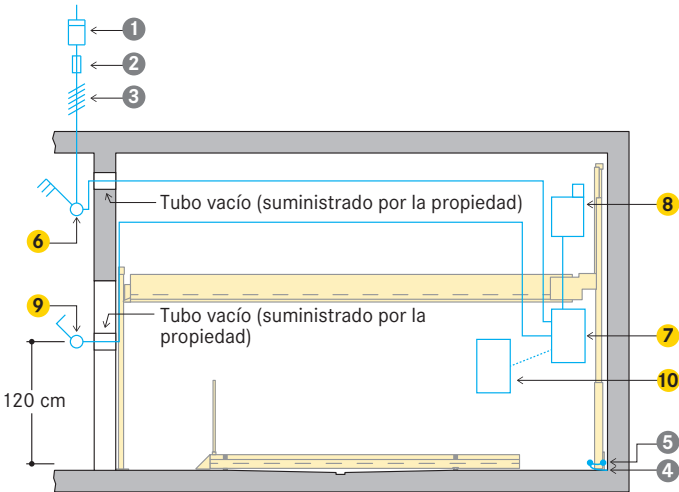 1
2
3
Tubo vacío (suministrado por la propiedad)
8
6
9
Tubo vacío (suministrado por la
propiedad)
7
10
120 cm
5
4